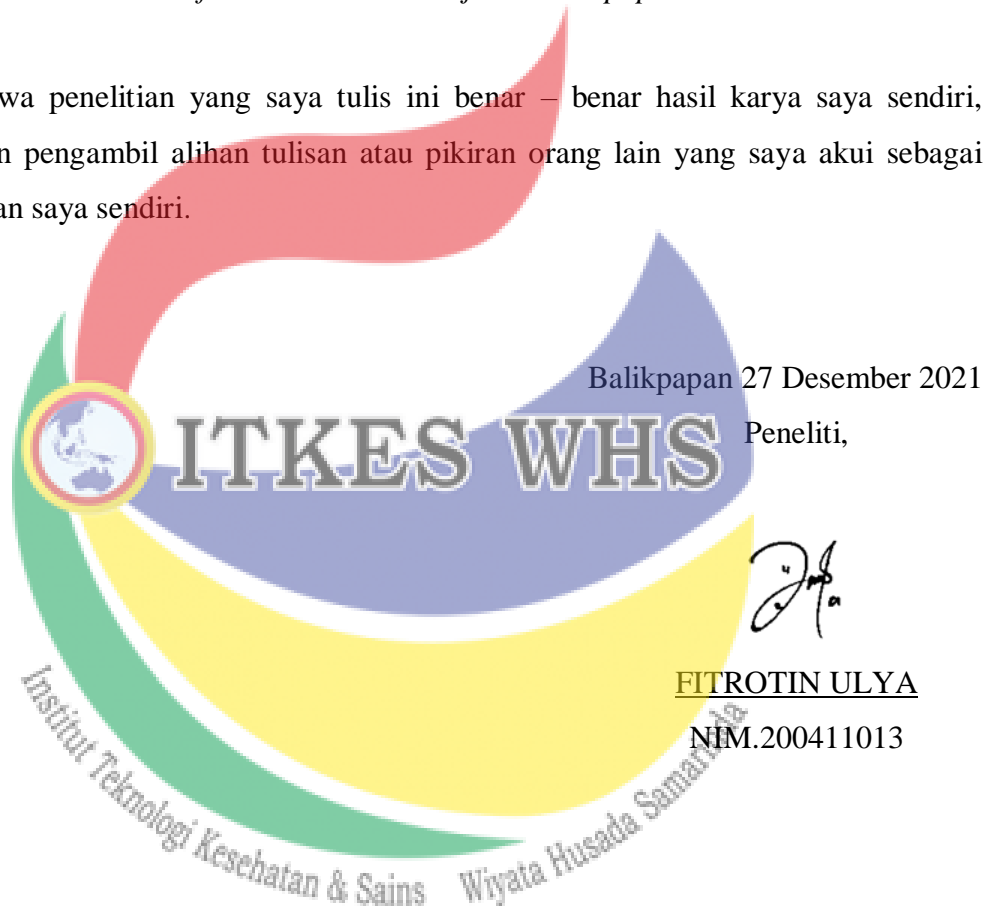 wa penelitian yang saya tulis ini benar – benar hasil karya saya sendiri,
n pengambil alihan tulisan atau pikiran orang lain yang saya akui sebagai
an saya sendiri.
Balikpapan 27 Desember 2021
ITKES WHS
Peneliti,
FITROTIN ULYA
NIM.200411013
Institut Teknologi Kesehatan & Sains Wiyata Husada Samarinda